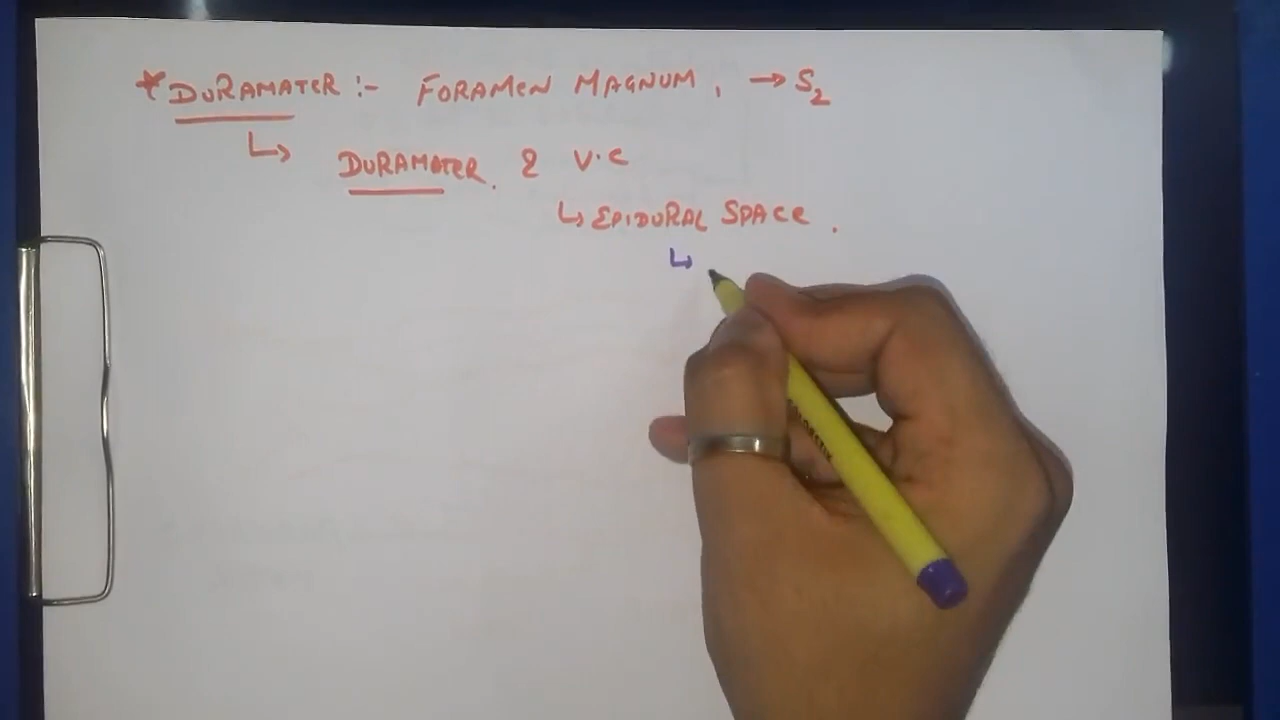 * DURAMATER :- FORAMEN MAGNUM, → S2
↳ DURAMATER. & V.C
↳ EPIDURAL SPACE.
↳